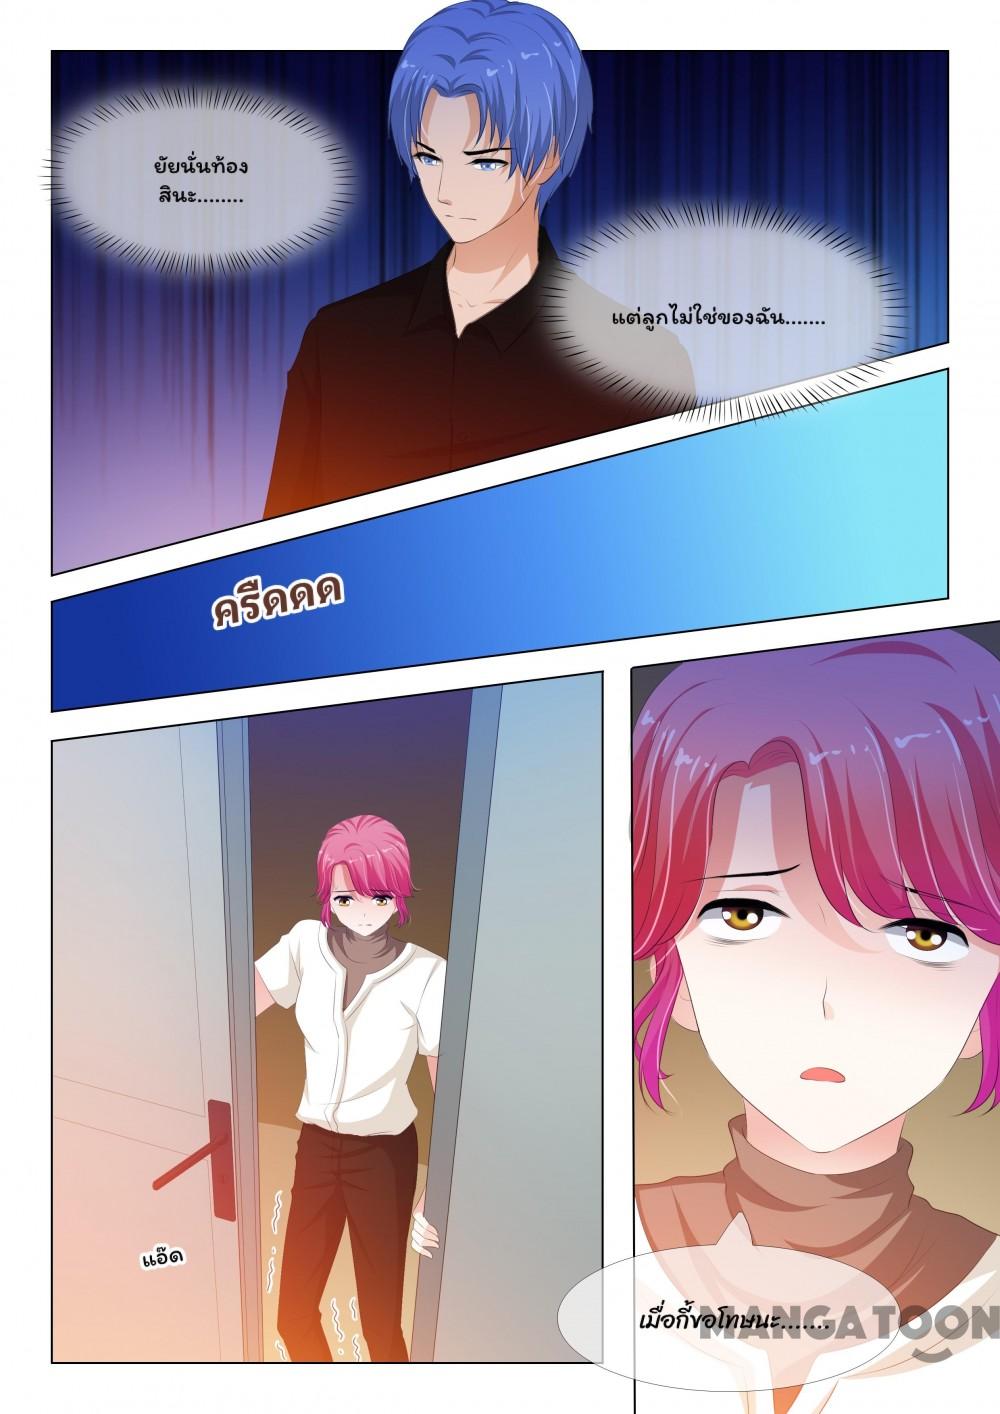 ยัยนั่นท้อง
สินะ........
แต่ลูกไม่ใช่ของฉัน.......
ครืดดด
แอ๊ด
เมื่อกี้ขอโทษนะ.......
MANGATOON